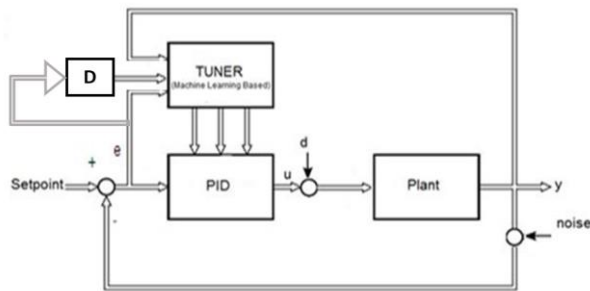 D
TUNER
(Machine Learning Based)
+
e
d
Setpoint
PID
u
Plant
y
-
noise